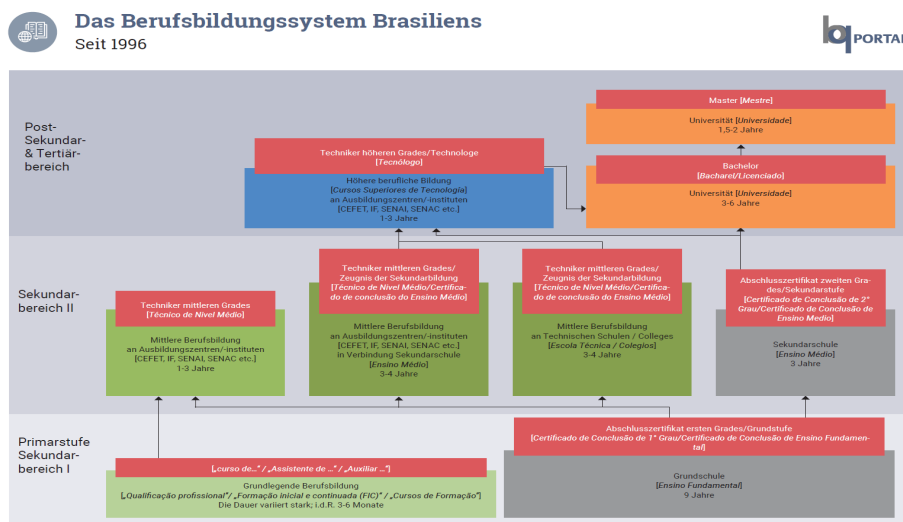 Das Berufsbildungssystem Brasiliens
Seit 1996
bq PORTAL
Post-
Sekundar-
& Tertiär-
bereich
Master [Mestre]
Universität [Universidade]
1,5-2 Jahre
Techniker höheren Grades/Technologe
[Tecnólogo]
Höhere berufliche Bildung
[Cursos Superiores de Tecnologia]
an Ausbildungszentren/-instituten
[CEFET, IF, SENAI, SENAC etc.]
1-3 Jahre
Bachelor
[Bacharel/Licenciado]
Universität [Universidade]
3-6 Jahre
Sekundar-
bereich II
Techniker mittleren Grades
[Técnico de Nivel Médio]
Mittlere Berufsbildung
an Ausbildungszentren/-instituten
[CEFET, IF, SENAI, SENAC etc.]
1-3 Jahre
Techniker mittleren Grades/
Zeugnis der Sekundarbildung
[Técnico de Nivel Médio/Certifica-
do de conclusão do Ensino Médio]
Mittlere Berufsbildung
an Ausbildungszentren/-instituten
[CEFET, IF, SENAI, SENAC etc.]
in Verbindung Sekundarschule
[Ensino Médio]
3-4 Jahre
Techniker mittleren Grades/
Zeugnis der Sekundarbildung
[Técnico de Nivel Médio/Certifica-
do de conclusão do Ensino Médio]
Mittlere Berufsbildung
an Technischen Schulen / Colleges
[Escola Técnica / Colegios]
3-4 Jahre
Abschlusszertifikat zweiten Gra-
des/Sekundarstufe
[Certificado de Conclusão de 2°
Grau/Certificado de Conclusão de
Ensino Medio]
Sekundarschule
[Ensino Médio]
3 Jahre
Primarstufe
Sekundar-
bereich I
[„curso de...“ / „Assistente de ...“ / „Auxiliar ...“]
Grundlegende Berufsbildung
[„Qualificação profissional“/ „Formação inicial e continuada (FIC)“ / „Cursos de Formação“]
Die Dauer variiert stark; i.d.R. 3-6 Monate
Abschlusszertifikat ersten Grades/Grundstufe
[Certificado de Conclusão de 1° Grau/Certificado de Conclusão de Ensino Fundamen-
tal]
Grundschule
[Ensino Fundamental]
9 Jahre